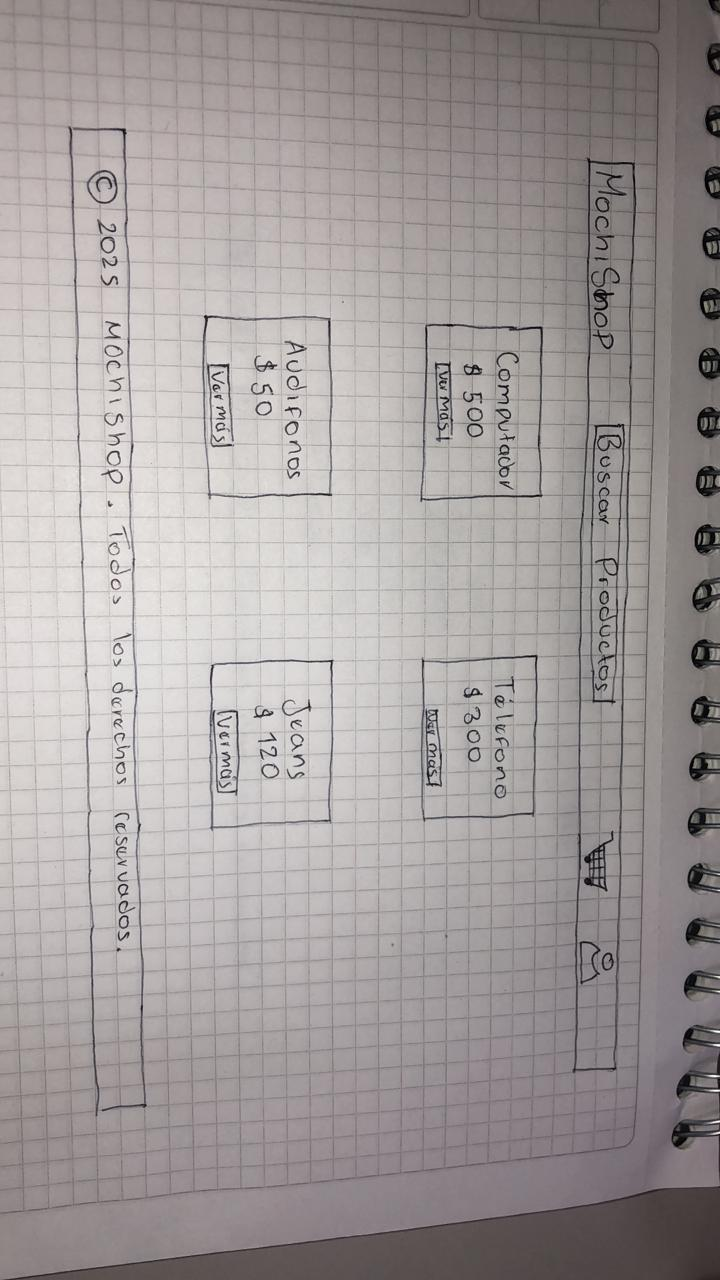 MochiShop
Buscar Productos
Computador
$ 500
Ver más
Télefono
$ 300
Ver más
Audifonos
$ 50
Ver más
Jeans
$ 120
Ver más
© 2025 MochiShop. Todos los derechos reservados.